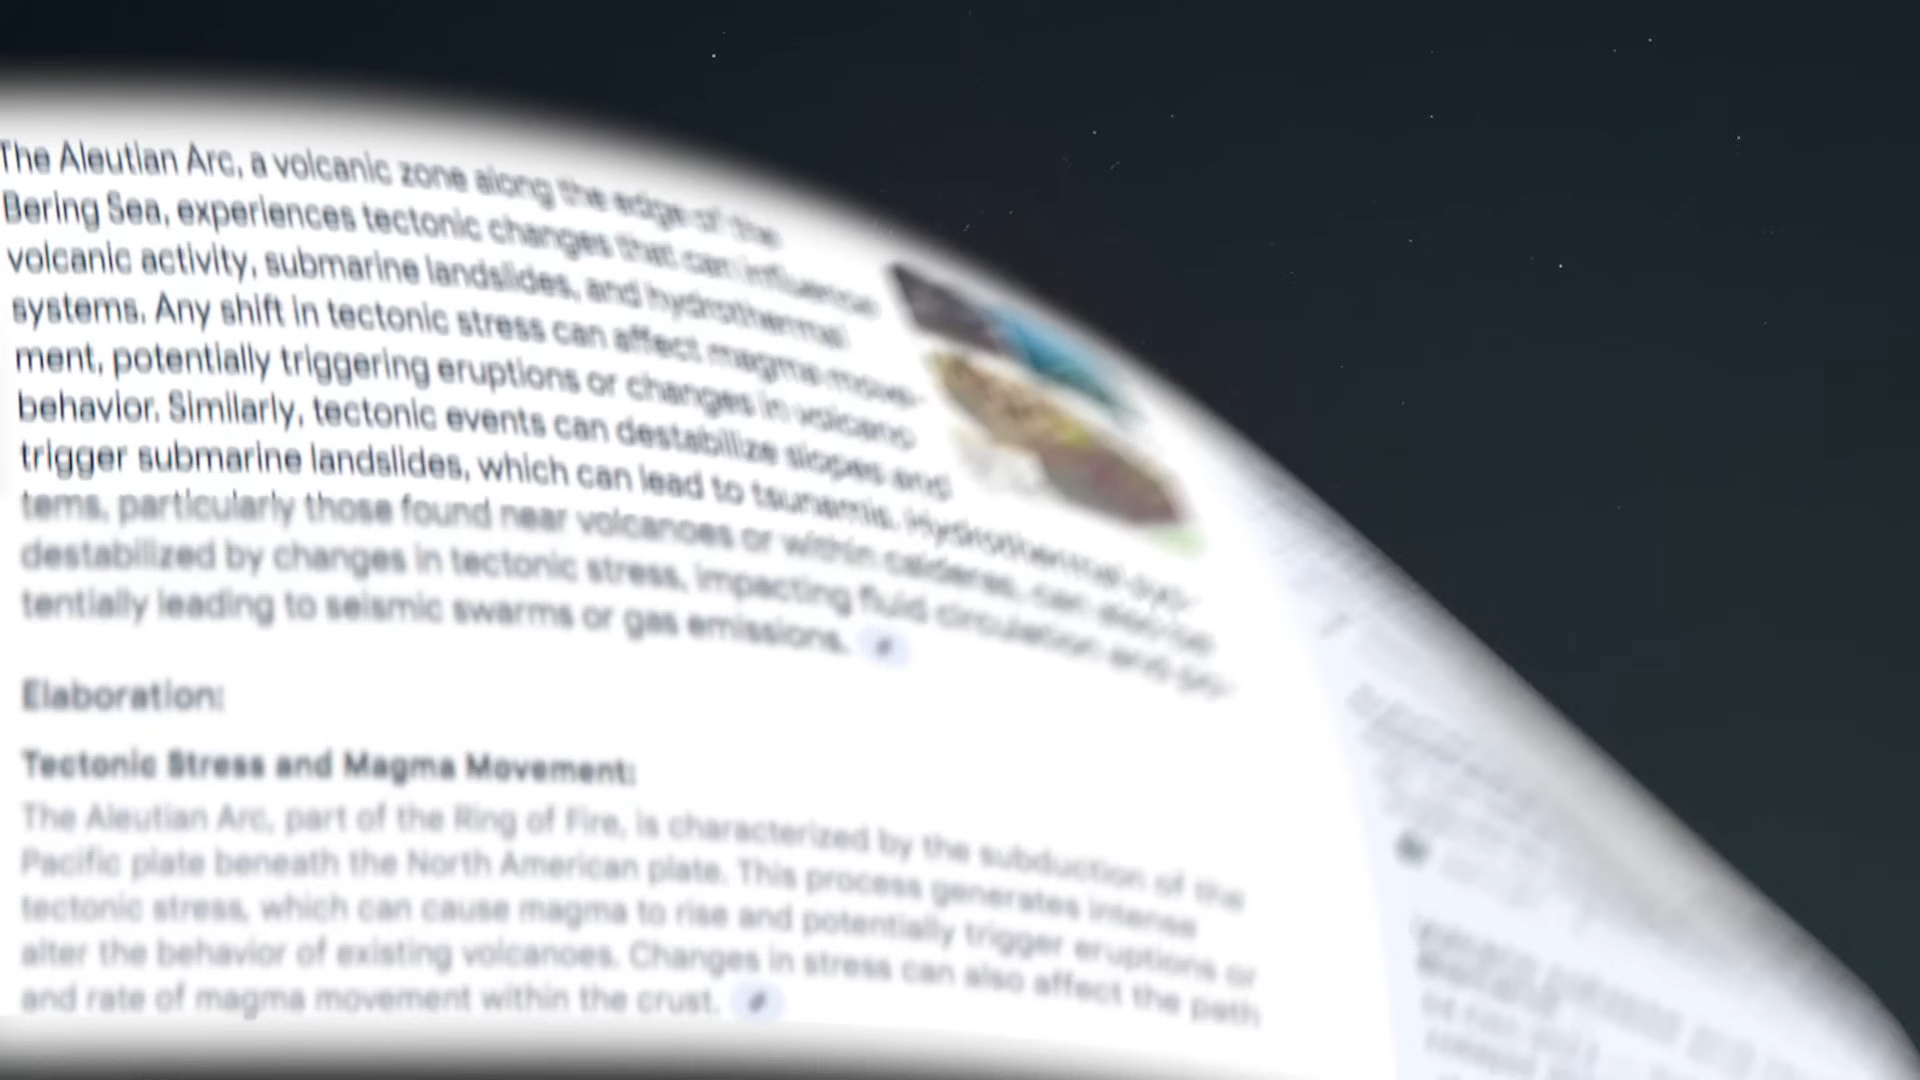 The Aleutian Arc, a volcanic zone along the edge of the
Bering Sea, experiences tectonic changes that can influence
volcanic activity, submarine landslides, and hydrothermal
systems. Any shift in tectonic stress can affect magma move-
ment, potentially triggering eruptions or changes in volcano
behavior. Similarly, tectonic events can destabilize slopes and
trigger submarine landslides, which can lead to tsunamis. Hydrothermal sys-
tems, particularly those found near volcanoes or within calderas, can also be
destabilized by changes in tectonic stress, impacting fluid circulation and po-
tentially leading to seismic swarms or gas emissions.
Elaboration:
Tectonic Stress and Magma Movement:
The Aleutian Arc, part of the Ring of Fire, is characterized by the subduction of the
Pacific plate beneath the North American plate. This process generates intense
tectonic stress, which can cause magma to rise and potentially trigger eruptions or
alter the behavior of existing volcanoes. Changes in stress can also affect the path
and rate of magma movement within the crust.